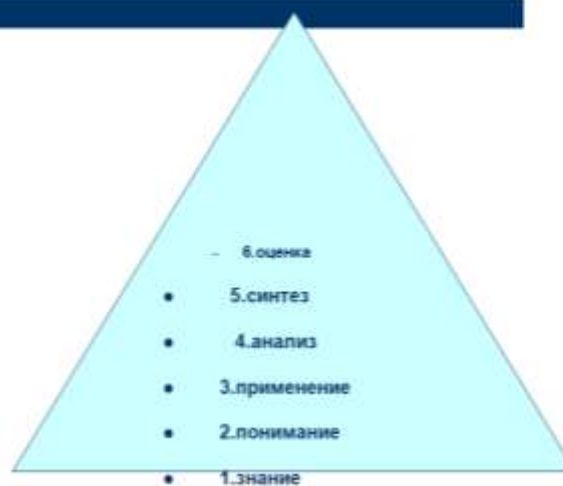 – 6.оценка
• 5.синтез
• 4.анализ
• 3.применение
• 2.понимание
• 1.знание